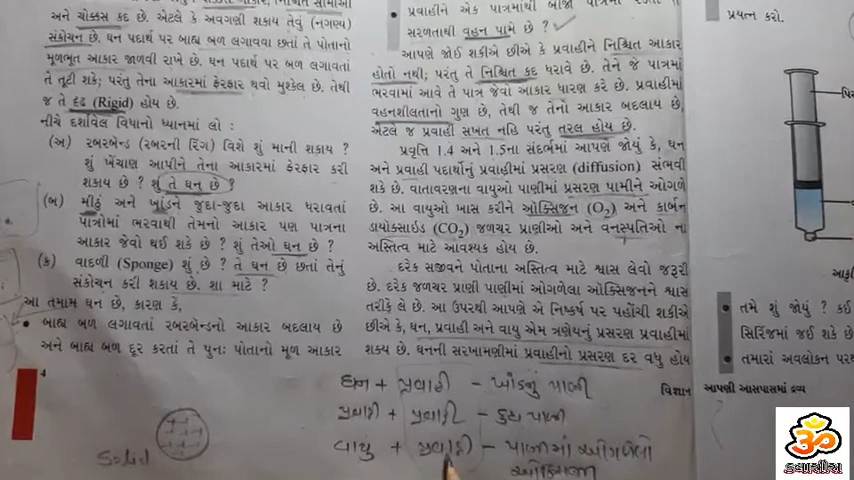 અને ચોક્કસ કદ છે. એટલે કે અવગણી શકાય તેવું (નગણ્ય)
સંકોચન છે. ઘન પદાર્થ પર બાહ્ય બળ લગાવવા છતાં તે પોતાનો
મૂળભૂત આકાર જાળવી રાખે છે. ઘન પદાર્થ પર બળ લગાવતાં
તે તૂટી શકે; પરંતુ તેના આકારમાં ફેરફાર થવો મુશ્કેલ છે. તેથી
જ તે દૃઢ (Rigid) હોય છે.
નીચે દર્શાવેલ વિધાનો ધ્યાનમાં લો :
(અ) રબરબૅન્ડ (રબરની રિંગ) વિશે શું માની શકાય ?
શું ખેંચાણ આપીને તેના આકારમાં ફેરફાર કરી
શકાય છે ? શું તે ઘન છે ?
(બ) મીઠું અને ખાંડને જુદા-જુદા આકાર ધરાવતાં
પાત્રોમાં ભરવાથી તેમનો આકાર પણ પાત્રના
આકાર જેવો થઈ શકે છે ? શું તેઓ ઘન છે ?
(ક) વાદળી (Sponge) શું છે ? તે ઘન છે છતાં તેનું
સંકોચન કરી શકાય છે. શા માટે ?
આ તમામ ઘન છે, કારણ કે,
• બાહ્ય બળ લગાવતાં રબરબૅન્ડનો આકાર બદલાય છે
અને બાહ્ય બળ દૂર કરતાં તે પુનઃ પોતાનો મૂળ આકાર
• પ્રવાહીને એક પાત્રમાંથી બીજા પાત્રમાં
સરળતાથી વહન પામે છે ?
આપણે જોઈ શકીએ છીએ કે પ્રવાહીને નિશ્ચિત આકાર
હોતો નથી; પરંતુ તે નિશ્ચિત કદ ધરાવે છે. તેને જે પાત્રમાં
ભરવામાં આવે તે પાત્ર જેવો આકાર ધારણ કરે છે. પ્રવાહીમાં
વહનશીલતાનો ગુણ છે, તેથી જ તેનો આકાર બદલાય છે,
એટલે જ પ્રવાહી સખત નહિ પરંતુ તરલ હોય છે.
પ્રવૃત્તિ 1.4 અને 1.5ના સંદર્ભમાં આપણે જોયું કે, ઘન
અને પ્રવાહી પદાર્થોનું પ્રવાહીમાં પ્રસરણ (diffusion) સંભવી
શકે છે. વાતાવરણના વાયુઓ પાણીમાં પ્રસરણ પામીને ઓગળે
છે. આ વાયુઓ ખાસ કરીને ઓક્સિજન (O₂) અને કાર્બન
ડાયોક્સાઇડ (CO₂) જળચર પ્રાણીઓ અને વનસ્પતિઓ ના
અસ્તિત્વ માટે આવશ્યક હોય છે.
દરેક સજીવને પોતાના અસ્તિત્વ માટે શ્વાસ લેવો જરૂરી
છે. દરેક જળચર પ્રાણી પાણીમાં ઓગળેલા ઓક્સિજનને શ્વાસ
તરીકે લે છે. આ ઉપરથી આપણે એ નિષ્કર્ષ પર પહોંચી શકીએ
છીએ કે, ઘન, પ્રવાહી અને વાયુ એમ ત્રણેયનું પ્રસરણ પ્રવાહીમાં
શક્ય છે. ઘનની સરખામણીમાં પ્રવાહીનો પ્રસરણ દર વધુ હોય
વિજ્ઞાન
ઘન + પ્રવાહી - ખાંડનું પાણી
પ્રવાહી + પ્રવાહી - દૂધ પાણી
વાયુ + પ્રવાહી - પાણીમાં ઓગળેલો
ઓક્સિજન
Solid
પ્રયત્ન કરો.
• તમે શું જોયું ? કઈ
સિરિંજમાં જઈ શકે છે
• તમારાં અવલોકન
આપણી આસપાસમાં દ્રવ્ય
ૐ